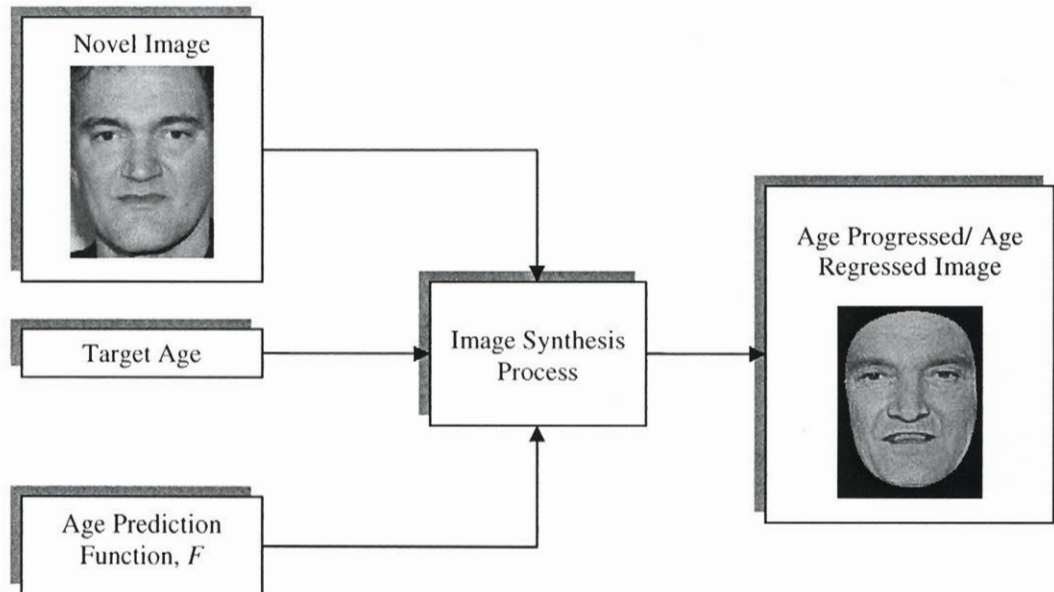 Novel Image
Target Age
Age Prediction
Function, F
Image Synthesis
Process
Age Progressed/ Age
Regressed Image